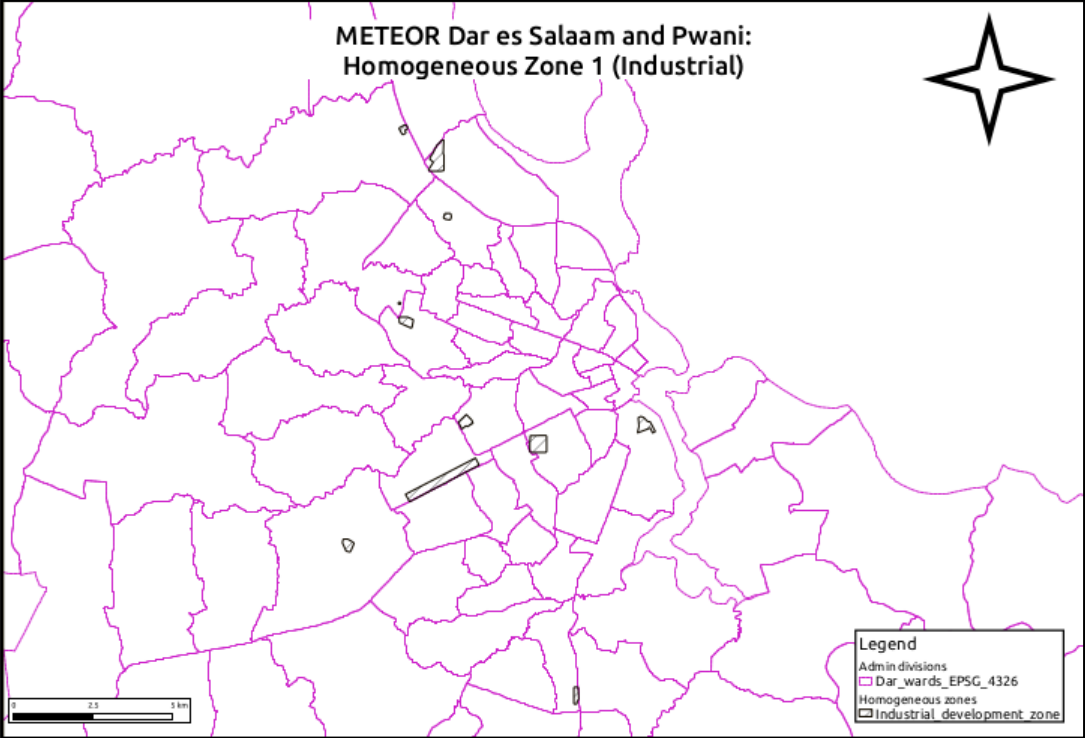 METEOR Dar es Salaam and Pwani:
Homogeneous Zone 1 (Industrial)
Legend
Admin divisions
Dar_wards_EPSG_4326
Homogeneous zones
Industrial_development_zone
0 2.5 5 km